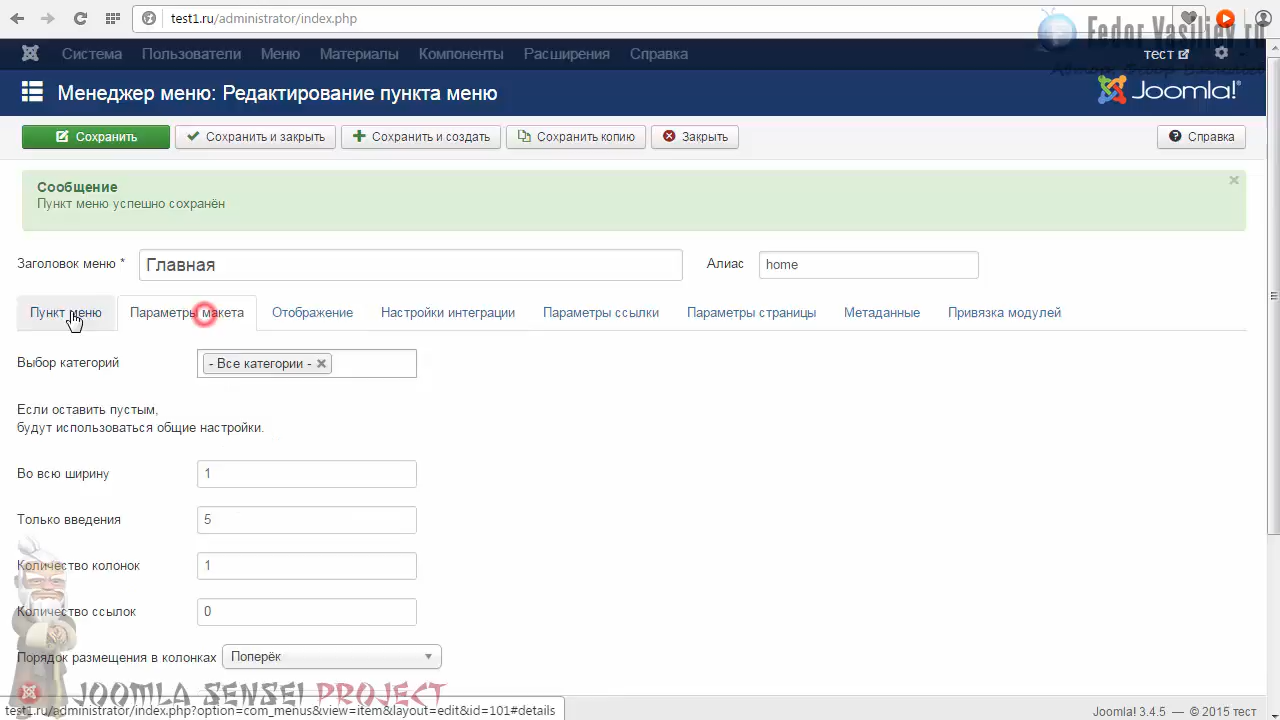 test1.ru/administrator/index.php
Fedor Vasiliev.ru
Система Пользователи Меню Материалы Компоненты Расширения Справка тест
Менеджер меню: Редактирование пункта меню
Joomla!
Сохранить Сохранить и закрыть Сохранить и создать Сохранить копию Закрыть Справка
Сообщение
Пункт меню успешно сохранён
Заголовок меню * Главная Алиас home
Пункт меню Параметры макета Отображение Настройки интеграции Параметры ссылки Параметры страницы Метаданные Привязка модулей
Выбор категорий - Все категории -
Если оставить пустым,
будут использоваться общие настройки.
Во всю ширину 1
Только введения 5
Количество колонок 1
Количество ссылок 0
Порядок размещения в колонках Поперёк
JOOMLA SENSEI PROJECT
test1.ru/administrator/index.php?option=com_menus&view=item&layout=edit&id=101#details
Joomla! 3.4.5 — © 2015 тест